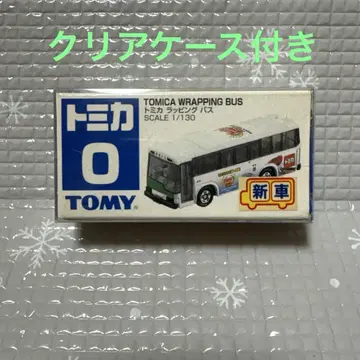 クリアケース付き
トミカ
0
TOMY
TOMICA WRAPPING BUS
トミカ ラッピング バス
SCALE 1/130
新車